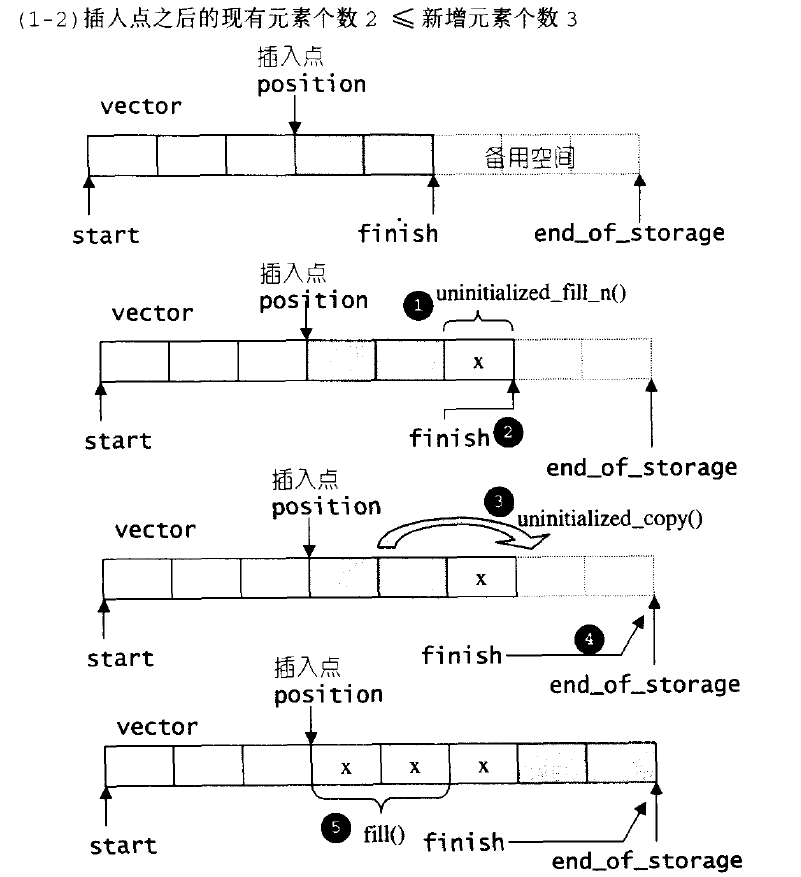 (1-2)插入点之后的现有元素个数2 ≤ 新增元素个数3
插入点
position
vector
备用空间
start
finish
end_of_storage
插入点
position
1 uninitialized_fill_n()
vector
x
start
finish 2
end_of_storage
插入点
position
3
uninitialized_copy()
vector
x
4
start
finish
end_of_storage
插入点
position
vector
x x x
5 fill()
start
finish
end_of_storage